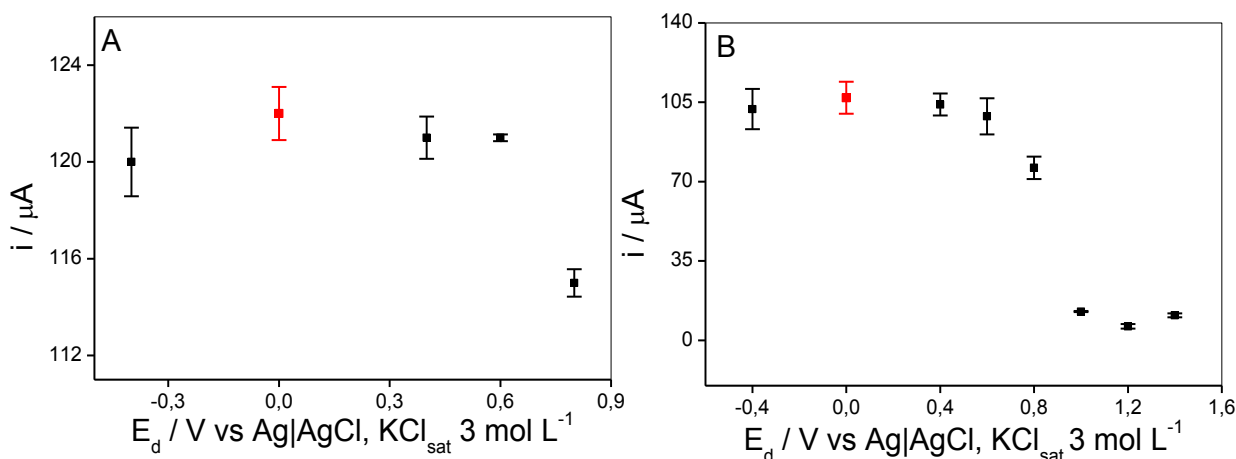 A
124
120
116
112
i / μA
-0,3 0,0 0,3 0,6 0,9
E_d / V vs Ag|AgCl, KCl_sat 3 mol L^-1
B
140
105
70
35
0
i / μA
-0,4 0,0 0,4 0,8 1,2 1,6
E_d / V vs Ag|AgCl, KCl_sat 3 mol L^-1